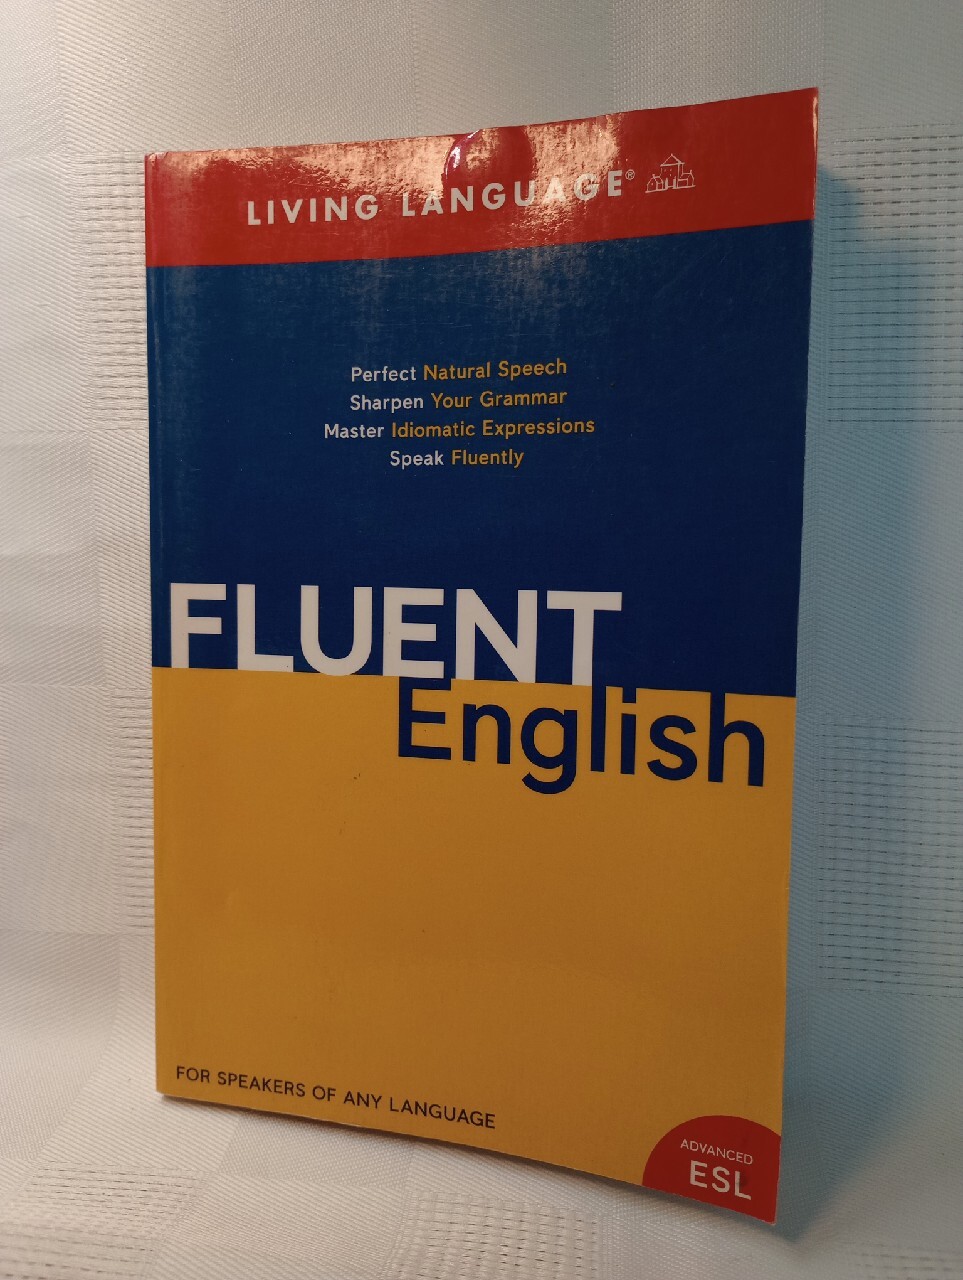 LIVING LANGUAGE®
Perfect Natural Speech
Sharpen Your Grammar
Master Idiomatic Expressions
Speak Fluently
FLUENT
English
FOR SPEAKERS OF ANY LANGUAGE
ADVANCED
ESL